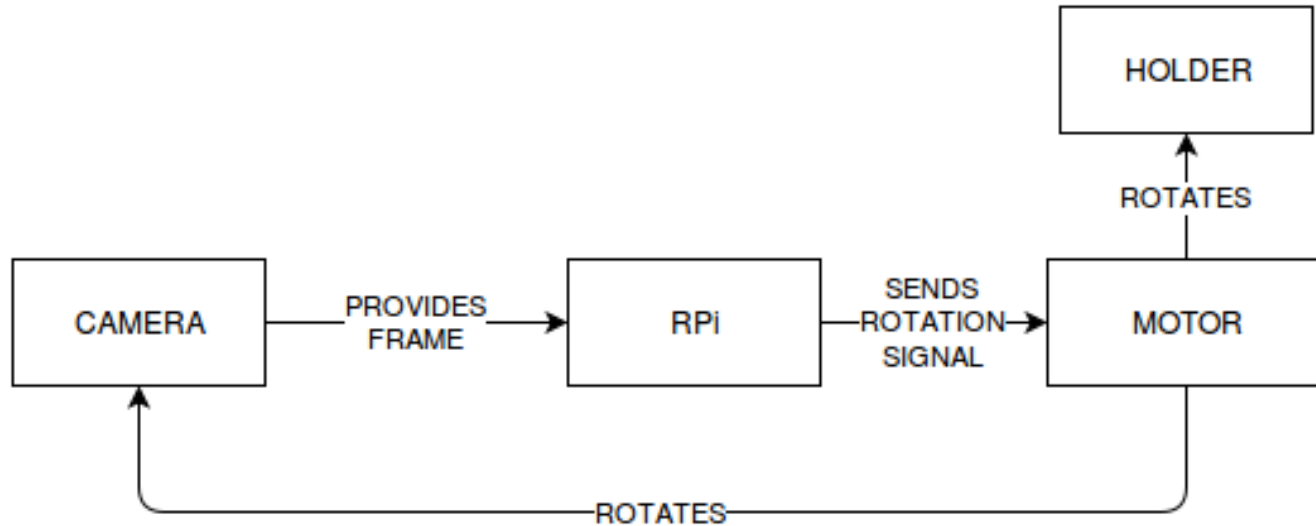 HOLDER
ROTATES
CAMERA
PROVIDES
FRAME
RPi
SENDS
ROTATION
SIGNAL
MOTOR
ROTATES